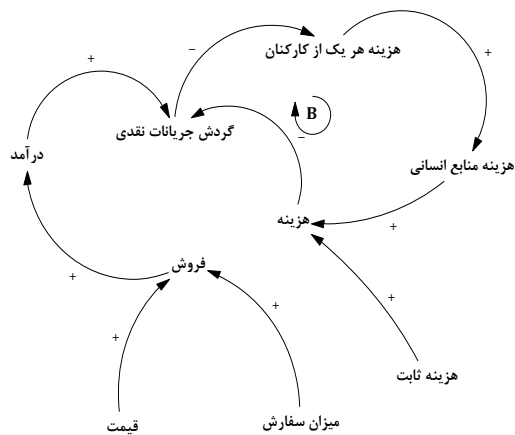 هزینه هر یک از کارکنان
+
−
+
B
گردش جریانات نقدی
−
درآمد
هزینه منابع انسانی
هزینه
+
فروش
+
+
+
+
هزینه ثابت
میزان سفارش
قیمت